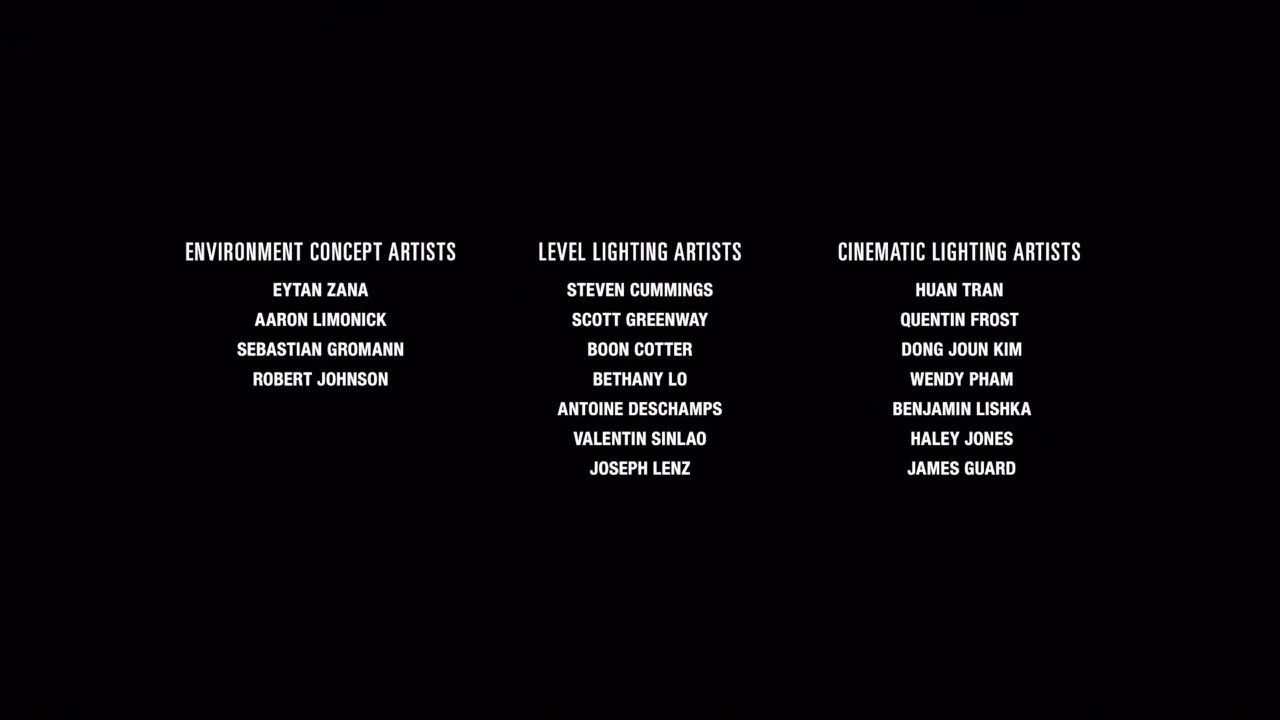 ENVIRONMENT CONCEPT ARTISTS
EYTAN ZANA
AARON LIMONICK
SEBASTIAN GROMANN
ROBERT JOHNSON
LEVEL LIGHTING ARTISTS
STEVEN CUMMINGS
SCOTT GREENWAY
BOON COTTER
BETHANY LO
ANTOINE DESCHAMPS
VALENTIN SINLAO
JOSEPH LENZ
CINEMATIC LIGHTING ARTISTS
HUAN TRAN
QUENTIN FROST
DONG JOUN KIM
WENDY PHAM
BENJAMIN LISHKA
HALEY JONES
JAMES GUARD